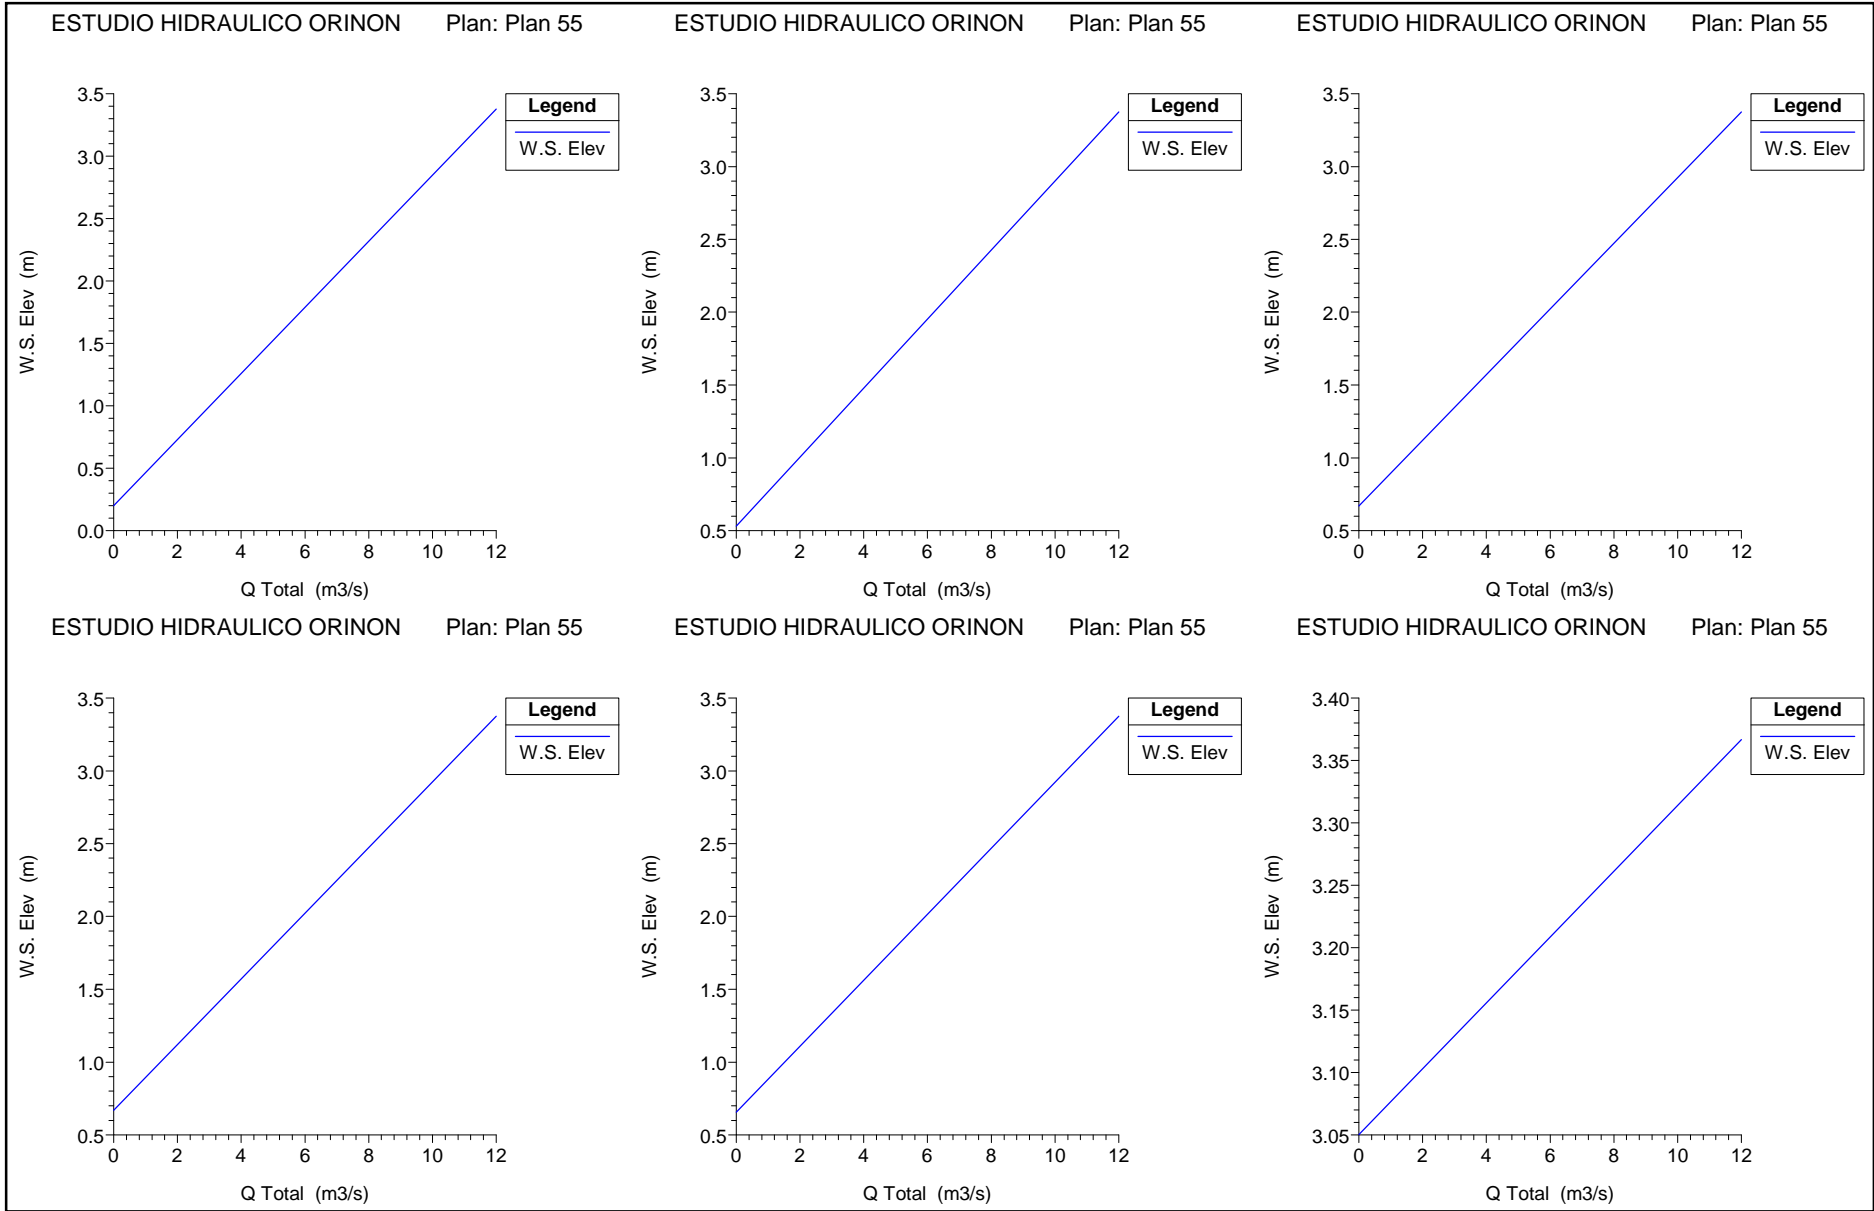 ESTUDIO HIDRAULICO ORINON Plan: Plan 55
3.5
3.0
2.5
2.0
1.5
1.0
0.5
0.0
W.S. Elev (m)
0 2 4 6 8 10 12
Q Total (m3/s)
Legend
W.S. Elev
ESTUDIO HIDRAULICO ORINON Plan: Plan 55
3.5
3.0
2.5
2.0
1.5
1.0
0.5
W.S. Elev (m)
0 2 4 6 8 10 12
Q Total (m3/s)
Legend
W.S. Elev
ESTUDIO HIDRAULICO ORINON Plan: Plan 55
3.5
3.0
2.5
2.0
1.5
1.0
0.5
W.S. Elev (m)
0 2 4 6 8 10 12
Q Total (m3/s)
Legend
W.S. Elev
ESTUDIO HIDRAULICO ORINON Plan: Plan 55
3.5
3.0
2.5
2.0
1.5
1.0
0.5
W.S. Elev (m)
0 2 4 6 8 10 12
Q Total (m3/s)
Legend
W.S. Elev
ESTUDIO HIDRAULICO ORINON Plan: Plan 55
3.5
3.0
2.5
2.0
1.5
1.0
0.5
W.S. Elev (m)
0 2 4 6 8 10 12
Q Total (m3/s)
Legend
W.S. Elev
ESTUDIO HIDRAULICO ORINON Plan: Plan 55
3.40
3.35
3.30
3.25
3.20
3.15
3.10
3.05
W.S. Elev (m)
0 2 4 6 8 10 12
Q Total (m3/s)
Legend
W.S. Elev